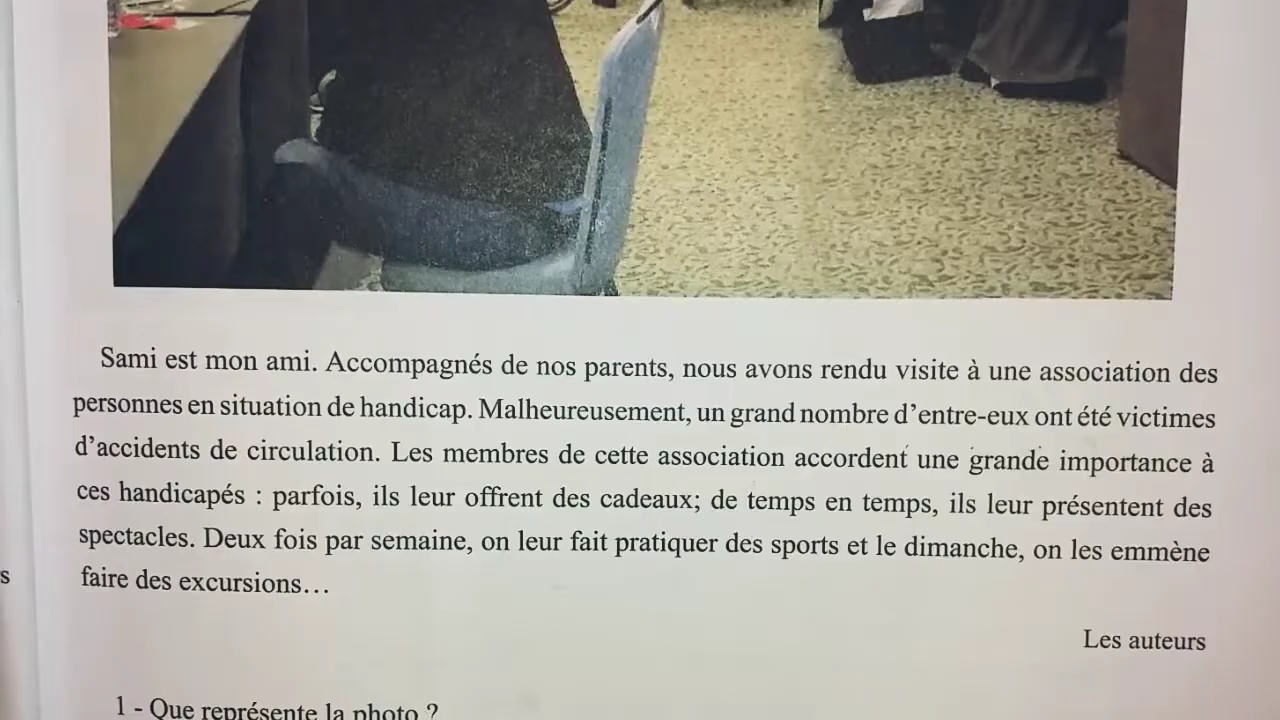 Sami est mon ami. Accompagnés de nos parents, nous avons rendu visite à une association des
personnes en situation de handicap. Malheureusement, un grand nombre d’entre-eux ont été victimes
d’accidents de circulation. Les membres de cette association accordent une grande importance à
ces handicapés : parfois, ils leur offrent des cadeaux; de temps en temps, ils leur présentent des
spectacles. Deux fois par semaine, on leur fait pratiquer des sports et le dimanche, on les emmène
s
faire des excursions…
Les auteurs
1 - Que représente la photo ?